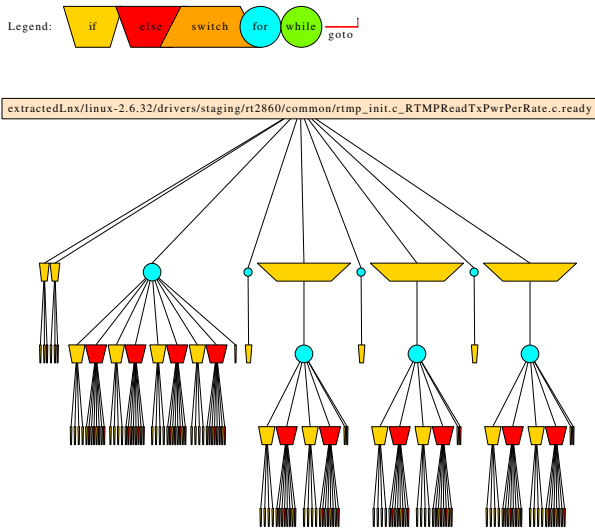 Legend: if else switch for while goto
extractedLnx/linux-2.6.32/drivers/staging/rt2860/common/rtmp_init.c_RTMPReadTxPwrPerRate.c.ready